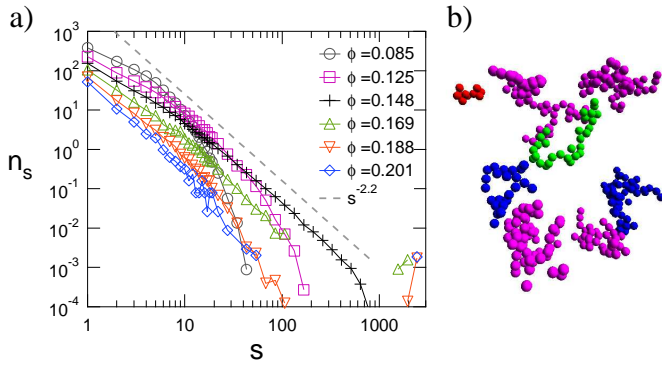 a)
b)
10^3
10^2
10^1
10^0
10^-1
10^-2
10^-3
10^-4
n_s
ϕ =0.085
ϕ =0.125
ϕ =0.148
ϕ =0.169
ϕ =0.188
ϕ =0.201
s^-2.2
1
10
100
1000
s